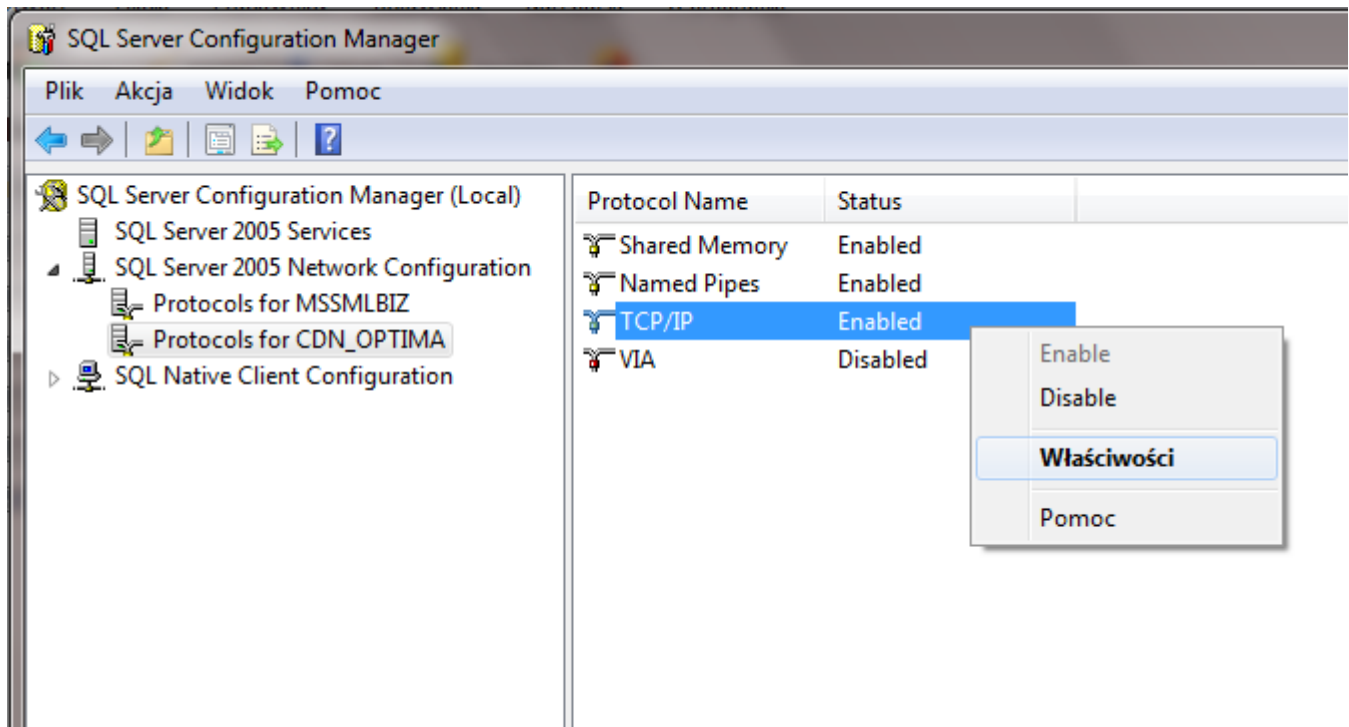 SQL Server Configuration Manager
Plik Akcja Widok Pomoc
SQL Server Configuration Manager (Local)
SQL Server 2005 Services
SQL Server 2005 Network Configuration
Protocols for MSSMLBIZ
Protocols for CDN_OPTIMA
SQL Native Client Configuration
Protocol Name Status
Shared Memory Enabled
Named Pipes Enabled
TCP/IP Enabled
VIA Disabled
Enable
Disable
Właściwości
Pomoc